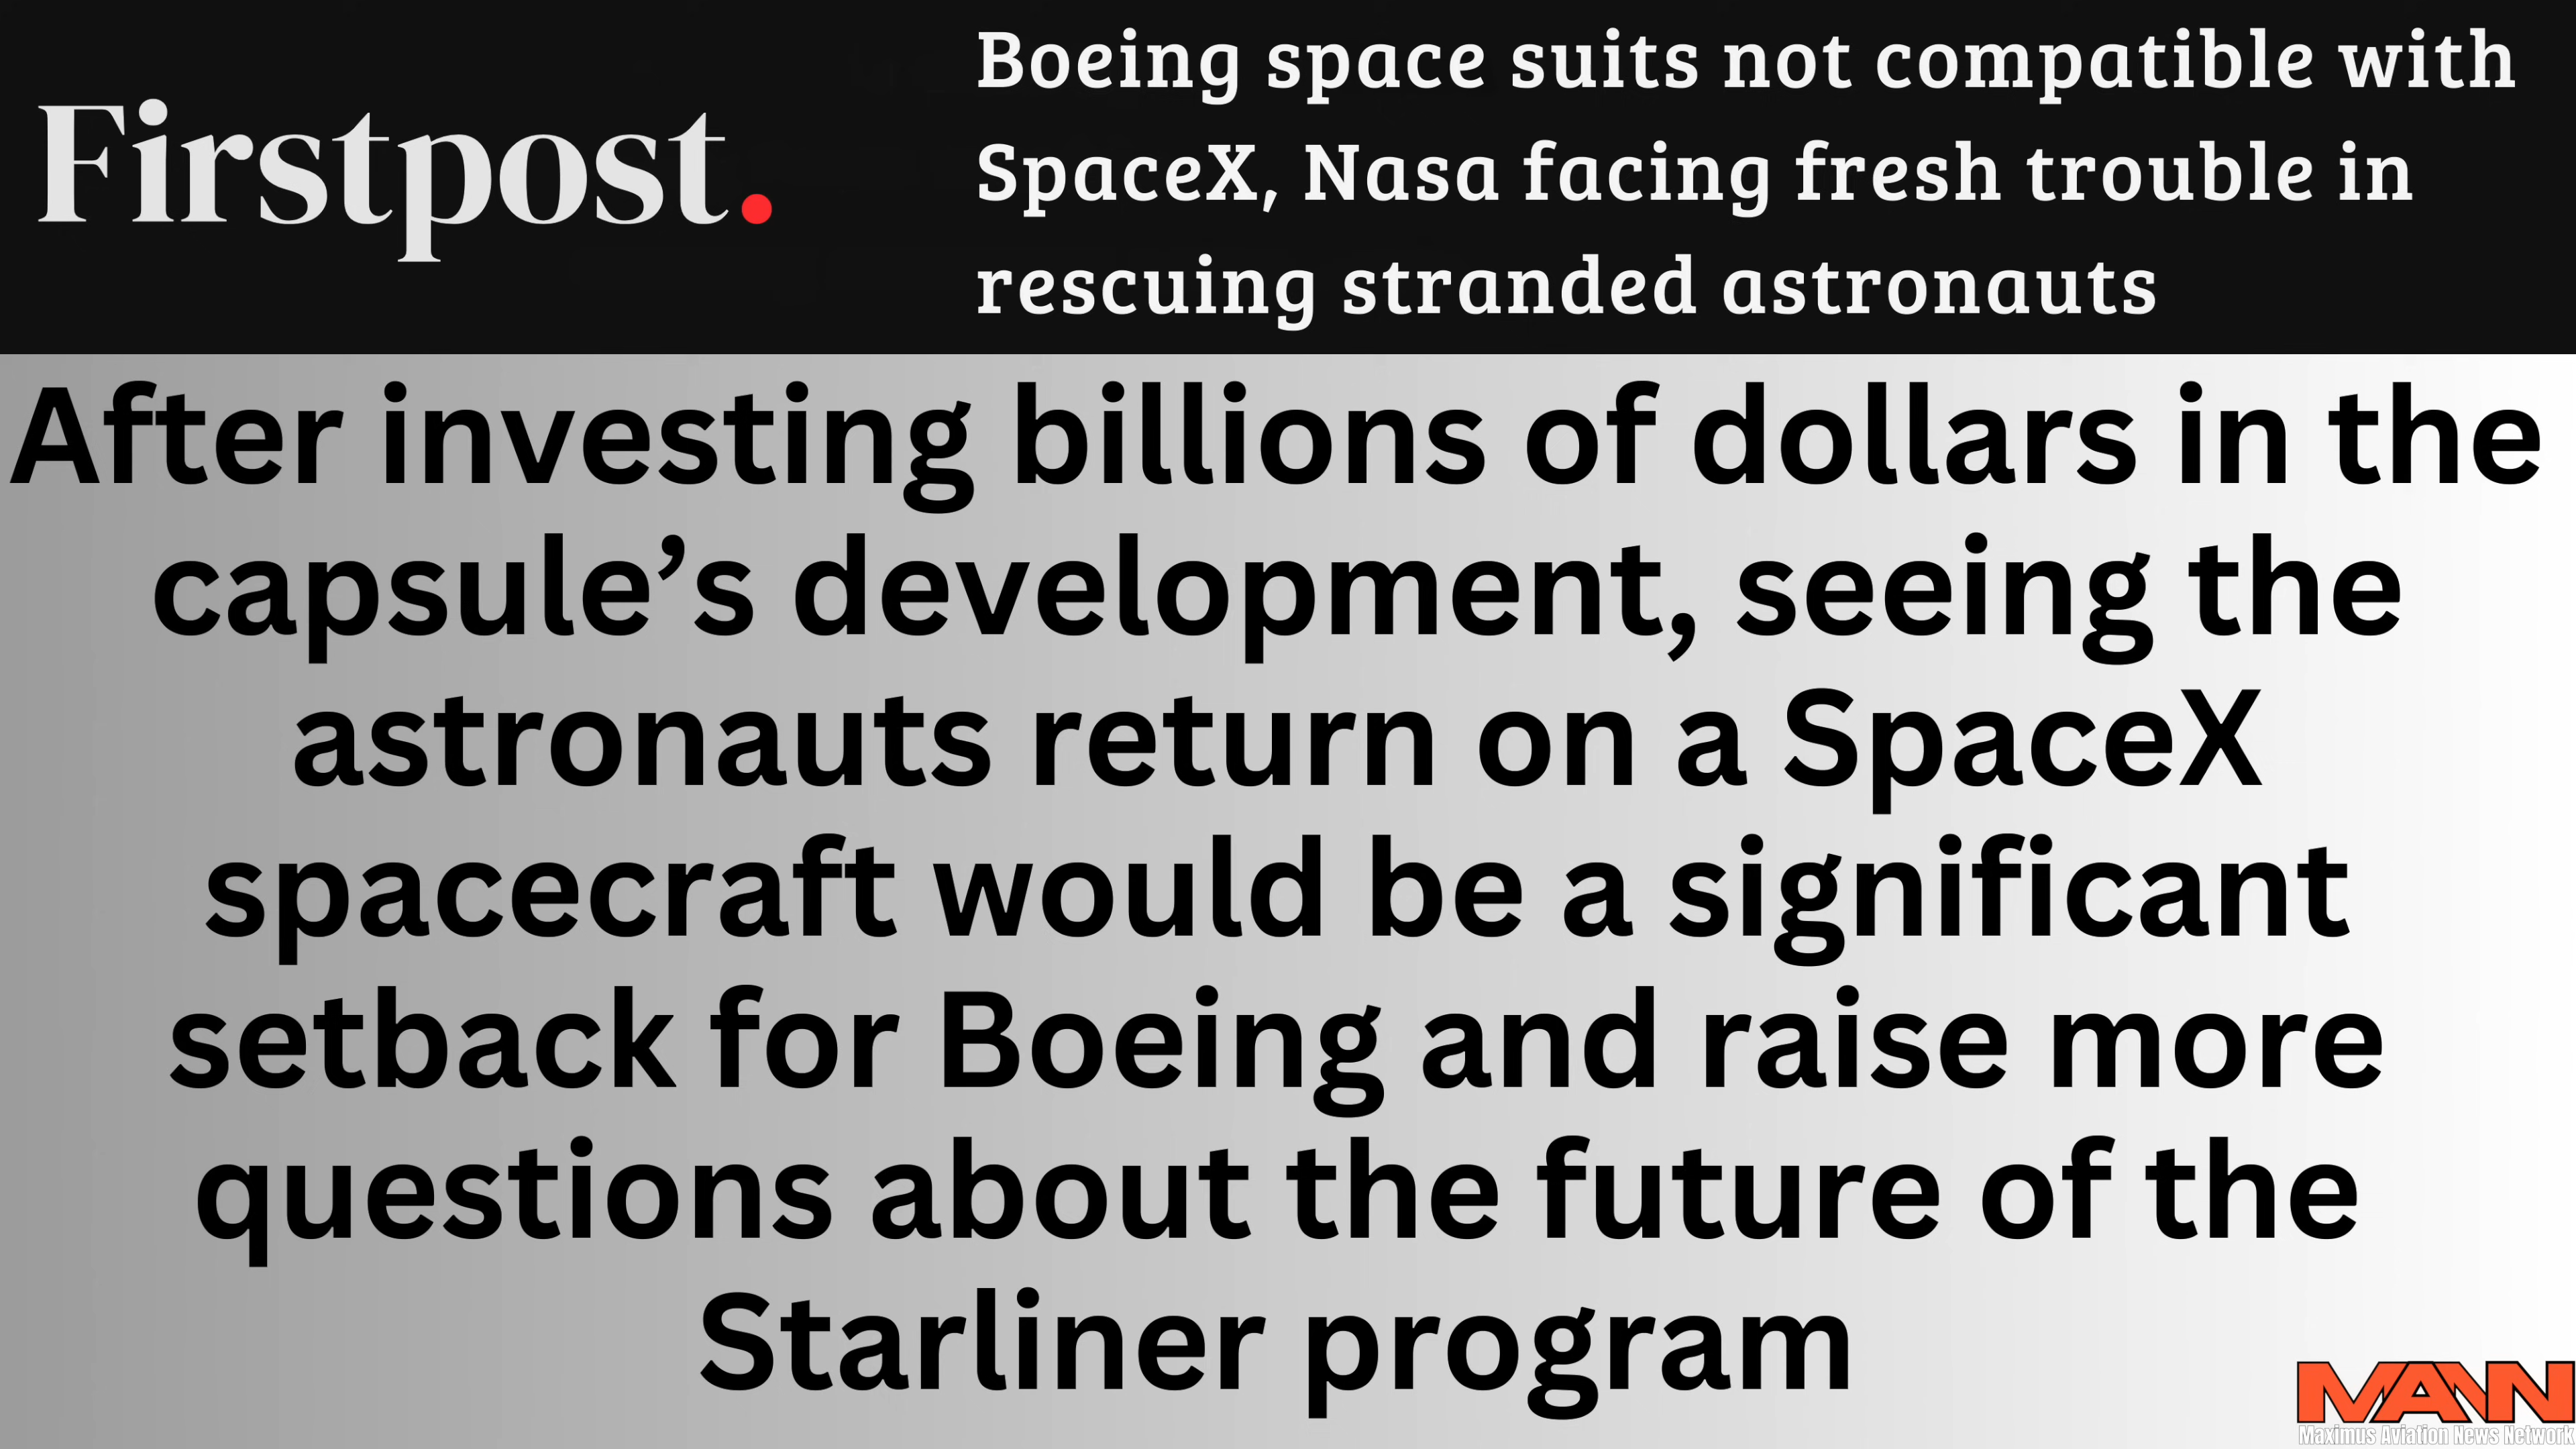 Firstpost.
Boeing space suits not compatible with
SpaceX, Nasa facing fresh trouble in
rescuing stranded astronauts
After investing billions of dollars in the
capsule’s development, seeing the
astronauts return on a SpaceX
spacecraft would be a significant
setback for Boeing and raise more
questions about the future of the
Starliner program
MANN
Maximus Aviation News Network